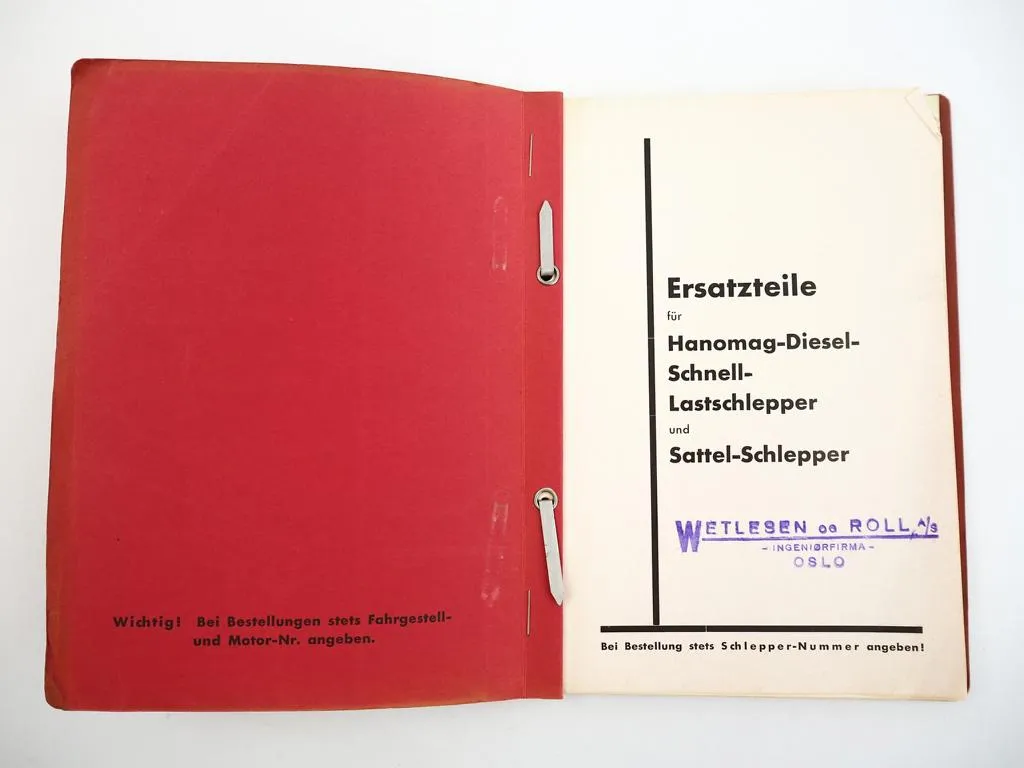 Wichtig! Bei Bestellungen stets Fahrgestell-
und Motor-Nr. angeben.
Ersatzteile
für
Hanomag-Diesel-
Schnell-
Lastschlepper
und
Sattel-Schlepper
WETLESEN OG ROLL, A/S
- INGENIØRFIRMA -
OSLO
Bei Bestellung stets Schlepper-Nummer angeben!